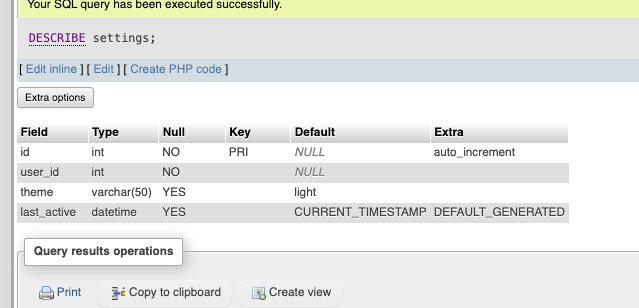 Your SQL query has been executed successfully.
DESCRIBE settings;
[ Edit inline ] [ Edit ] [ Create PHP code ]
Extra options
Field Type Null Key Default Extra
id int NO PRI NULL auto_increment
user_id int NO NULL
theme varchar(50) YES light
last_active datetime YES CURRENT_TIMESTAMP DEFAULT_GENERATED
Query results operations
Print Copy to clipboard Create view